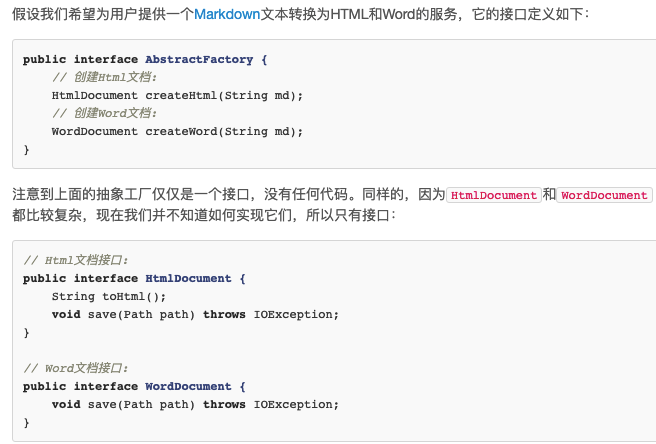 假设我们希望为用户提供一个Markdown文本转换为HTML和Word的服务，它的接口定义如下：
public interface AbstractFactory {
    // 创建Html文档：
    HtmlDocument createHtml(String md);
    // 创建Word文档：
    WordDocument createWord(String md);
}
注意到上面的抽象工厂仅仅是一个接口，没有任何代码。同样的，因为HtmlDocument和WordDocument
都比较复杂，现在我们并不知道如何实现它们，所以只有接口：
// Html文档接口：
public interface HtmlDocument {
    String toHtml();
    void save(Path path) throws IOException;
}
// Word文档接口：
public interface WordDocument {
    void save(Path path) throws IOException;
}